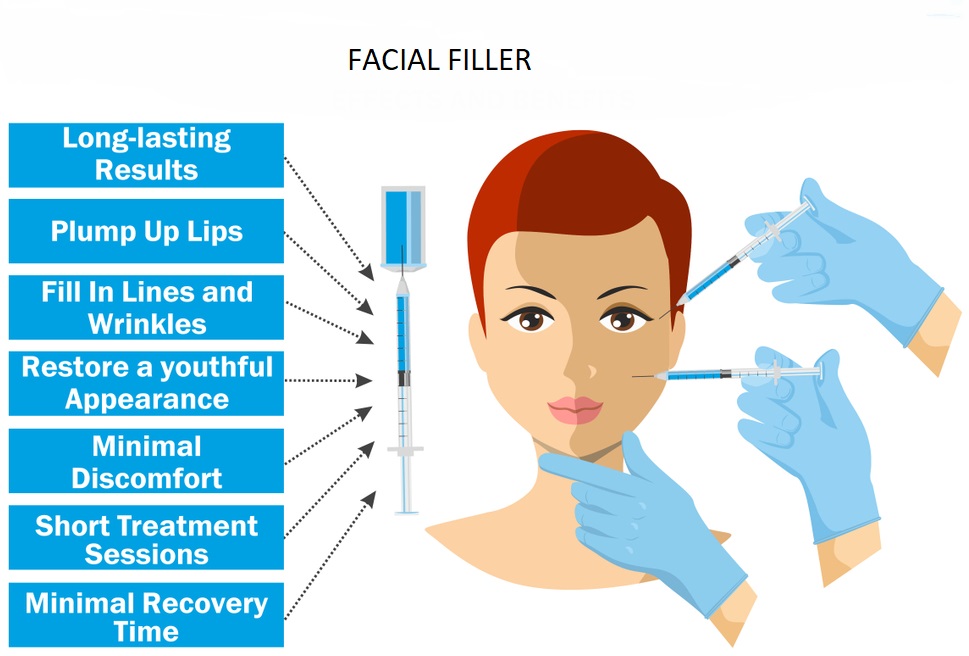 FACIAL FILLER
Long-lasting
Results
Plump Up Lips
Fill In Lines and
Wrinkles
Restore a youthful
Appearance
Minimal
Discomfort
Short Treatment
Sessions
Minimal Recovery
Time